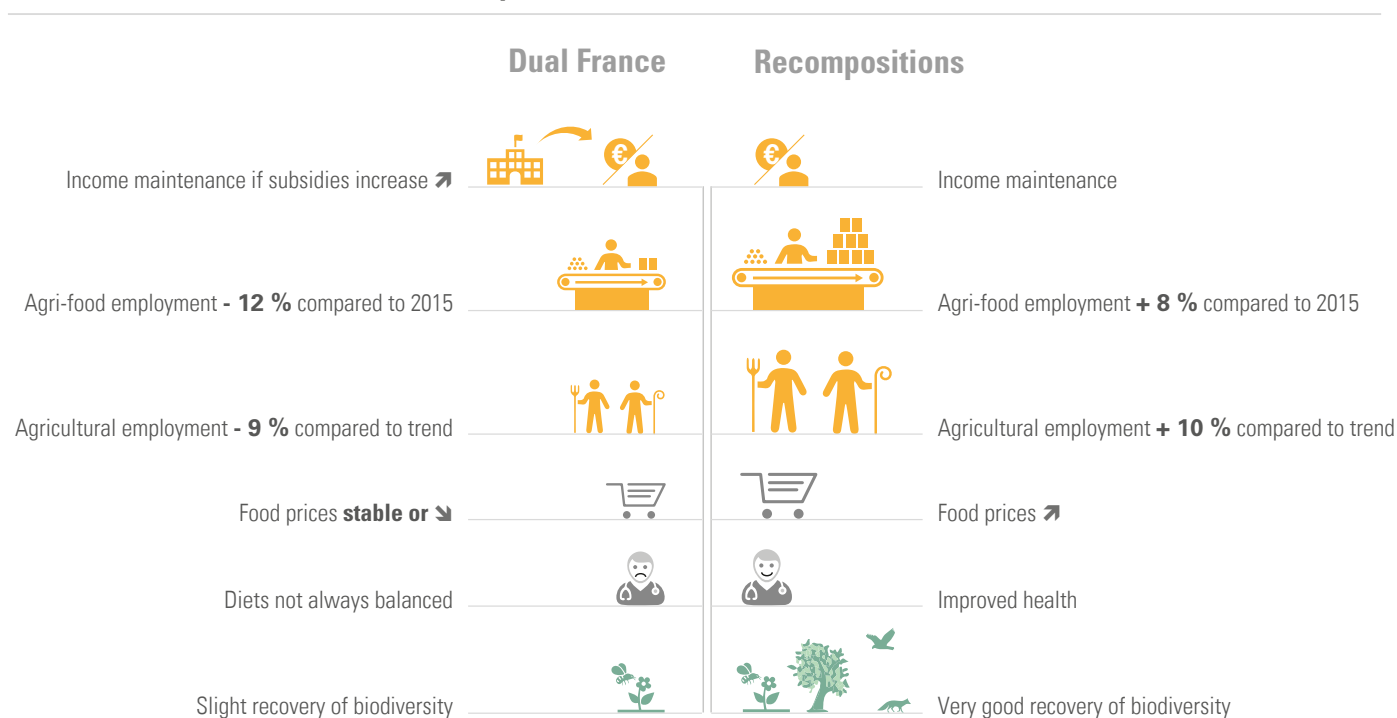 Dual France Recompositions
Income maintenance if subsidies increase ↗ Income maintenance
Agri-food employment - 12 % compared to 2015 Agri-food employment + 8 % compared to 2015
Agricultural employment - 9 % compared to trend Agricultural employment + 10 % compared to trend
Food prices stable or ↘ Food prices ↗
Diets not always balanced Improved health
Slight recovery of biodiversity Very good recovery of biodiversity